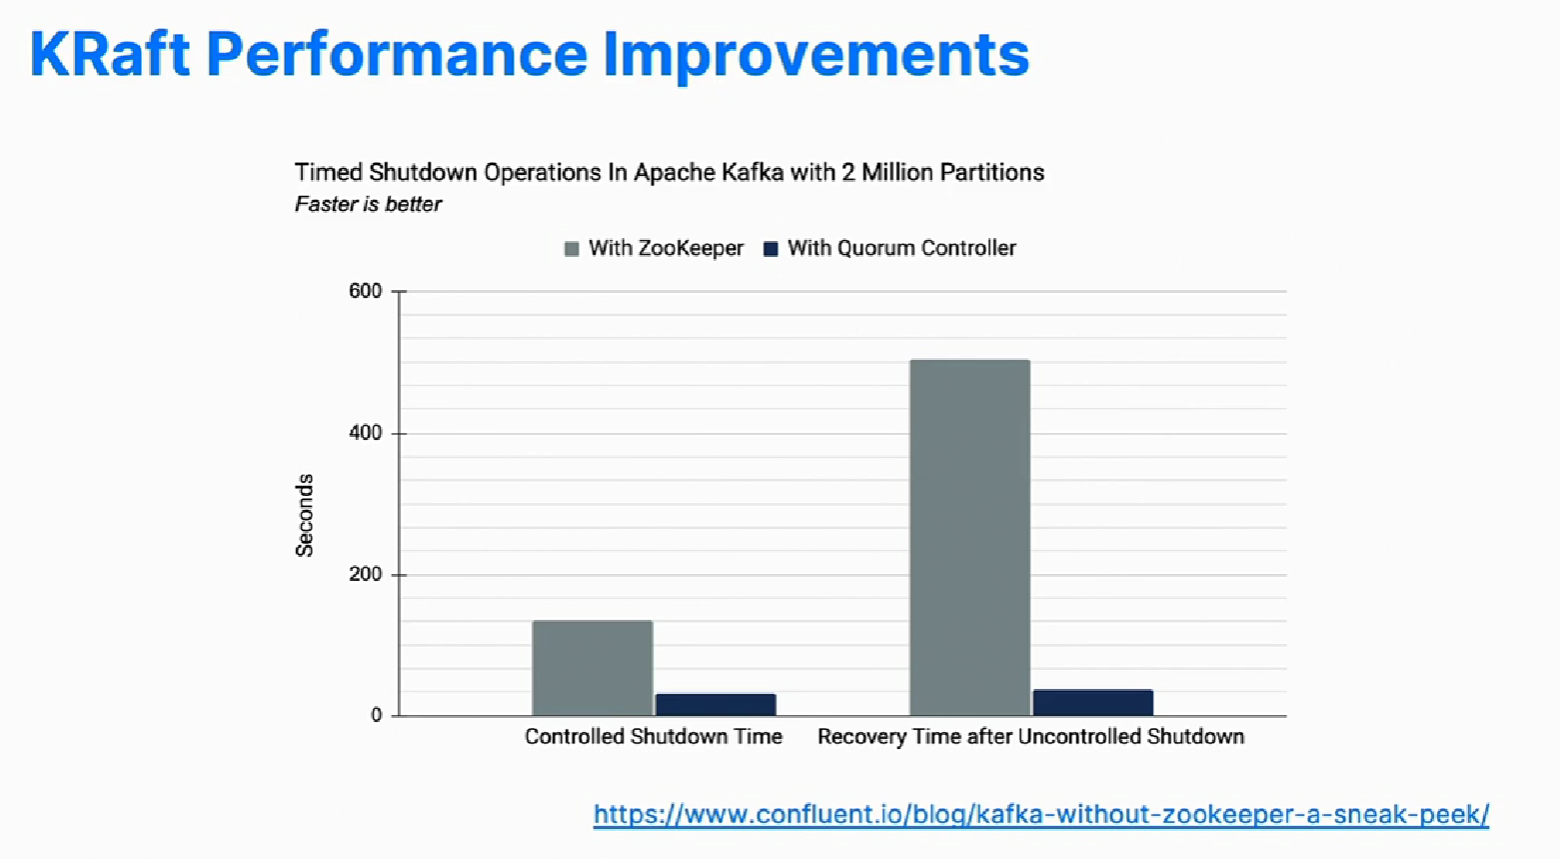 KRaft Performance Improvements
Timed Shutdown Operations In Apache Kafka with 2 Million Partitions
Faster is better
With ZooKeeper With Quorum Controller
600
400
200
0
Seconds
Controlled Shutdown Time Recovery Time after Uncontrolled Shutdown
https://www.confluent.io/blog/kafka-without-zookeeper-a-sneak-peek/